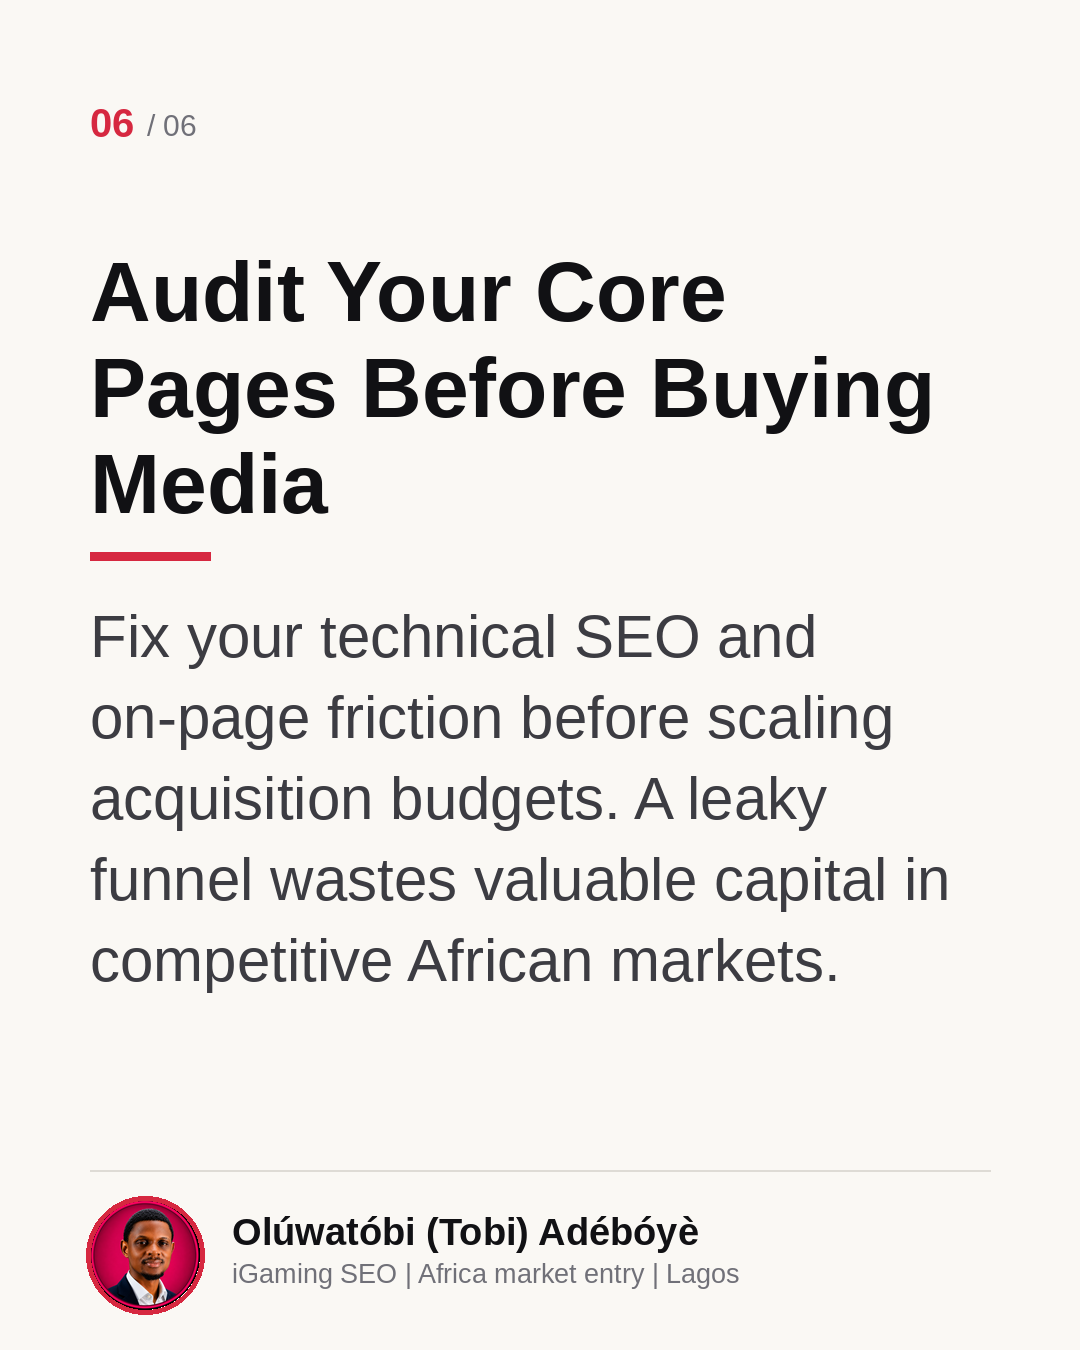 06 / 06
Audit Your Core
Pages Before Buying
Media
Fix your technical SEO and
on-page friction before scaling
acquisition budgets. A leaky
funnel wastes valuable capital in
competitive African markets.
Olúwatóbi (Tobi) Adébóyè
iGaming SEO | Africa market entry | Lagos